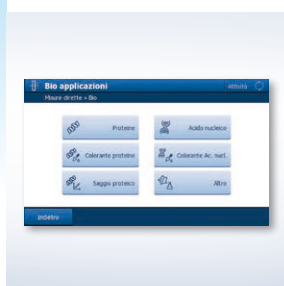 Bio applicazioni
Attività
Misure dirette > Bio
Proteine
Acido nucleico
Colorante proteine
Colorante Ac. nucl.
Saggio proteico
Altro
Indietro